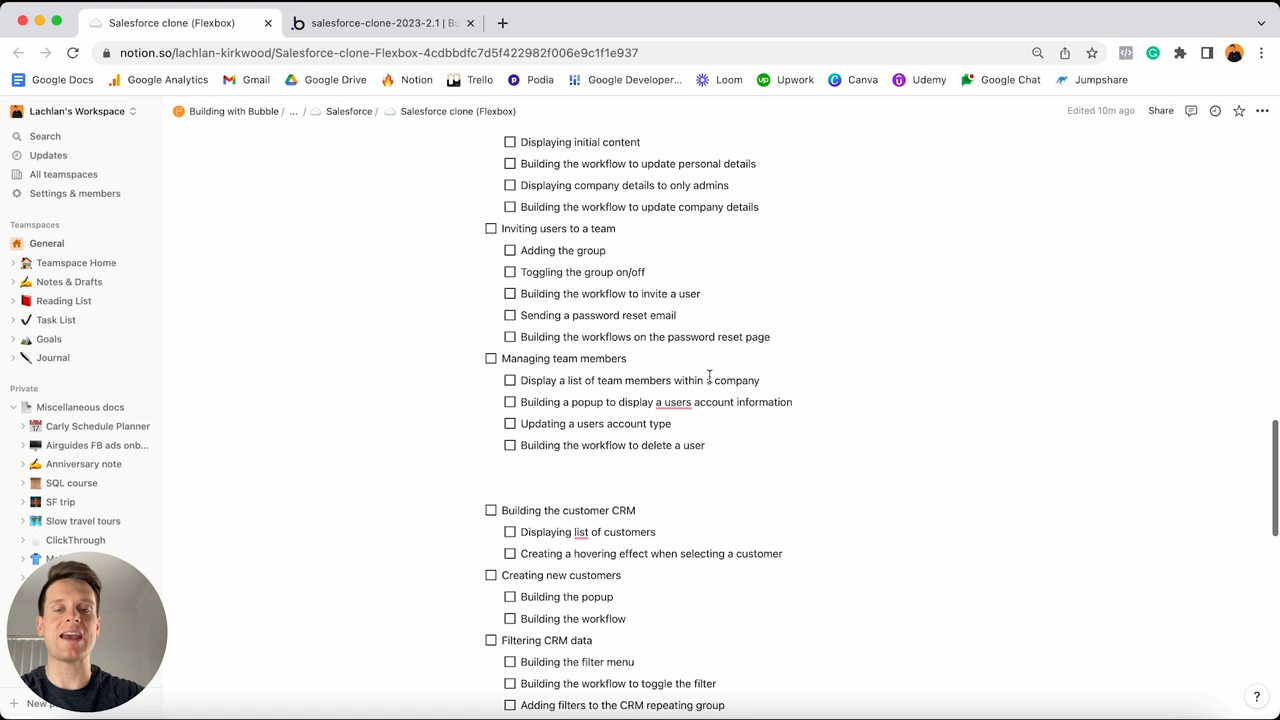 Salesforce clone (Flexbox)
salesforce-clone-2023-2.1 | Bu
notion.so/lachlan-kirkwood/Salesforce-clone-Flexbox-4cdbbdfc7d5f422982f006e9c1f1e937
Google Docs
Google Analytics
Gmail
Google Drive
Notion
Trello
Podia
Google Developer...
Loom
Upwork
Canva
Udemy
Google Chat
Jumpshare
Lachlan's Workspace
Building with Bubble / ... / Salesforce / Salesforce clone (Flexbox)
Edited 10m ago
Share
Search
Updates
All teamspaces
Settings & members
Teamspaces
General
Teamspace Home
Notes & Drafts
Reading List
Task List
Goals
Journal
Private
Miscellaneous docs
Carly Schedule Planner
Airguides FB ads onb...
Anniversary note
SQL course
SF trip
Slow travel tours
ClickThrough
Displaying initial content
Building the workflow to update personal details
Displaying company details to only admins
Building the workflow to update company details
Inviting users to a team
Adding the group
Toggling the group on/off
Building the workflow to invite a user
Sending a password reset email
Building the workflows on the password reset page
Managing team members
Display a list of team members within a company
Building a popup to display a users account information
Updating a users account type
Building the workflow to delete a user
Building the customer CRM
Displaying list of customers
Creating a hovering effect when selecting a customer
Creating new customers
Building the popup
Building the workflow
Filtering CRM data
Building the filter menu
Building the workflow to toggle the filter
Adding filters to the CRM repeating group
New
?